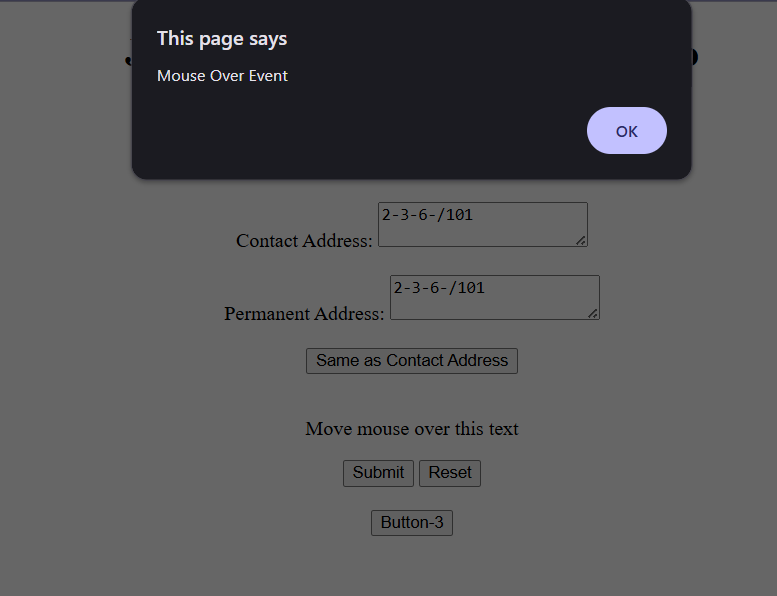 This page says
Mouse Over Event
OK
Contact Address: 2-3-6-/101
Permanent Address: 2-3-6-/101
Same as Contact Address
Move mouse over this text
Submit Reset
Button-3